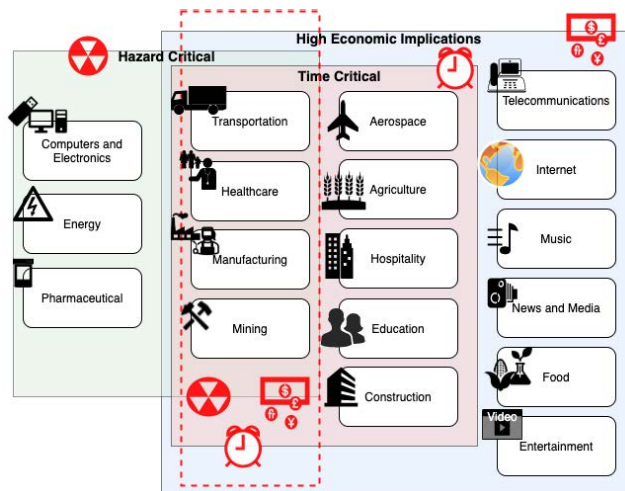 High Economic Implications
Hazard Critical
Time Critical
Computers and
Electronics
Energy
Pharmaceutical
Transportation
Healthcare
Manufacturing
Mining
Aerospace
Agriculture
Hospitality
Education
Construction
Telecommunications
Internet
Music
News and Media
Food
Video
Entertainment
$
£
¥
$
£
¥